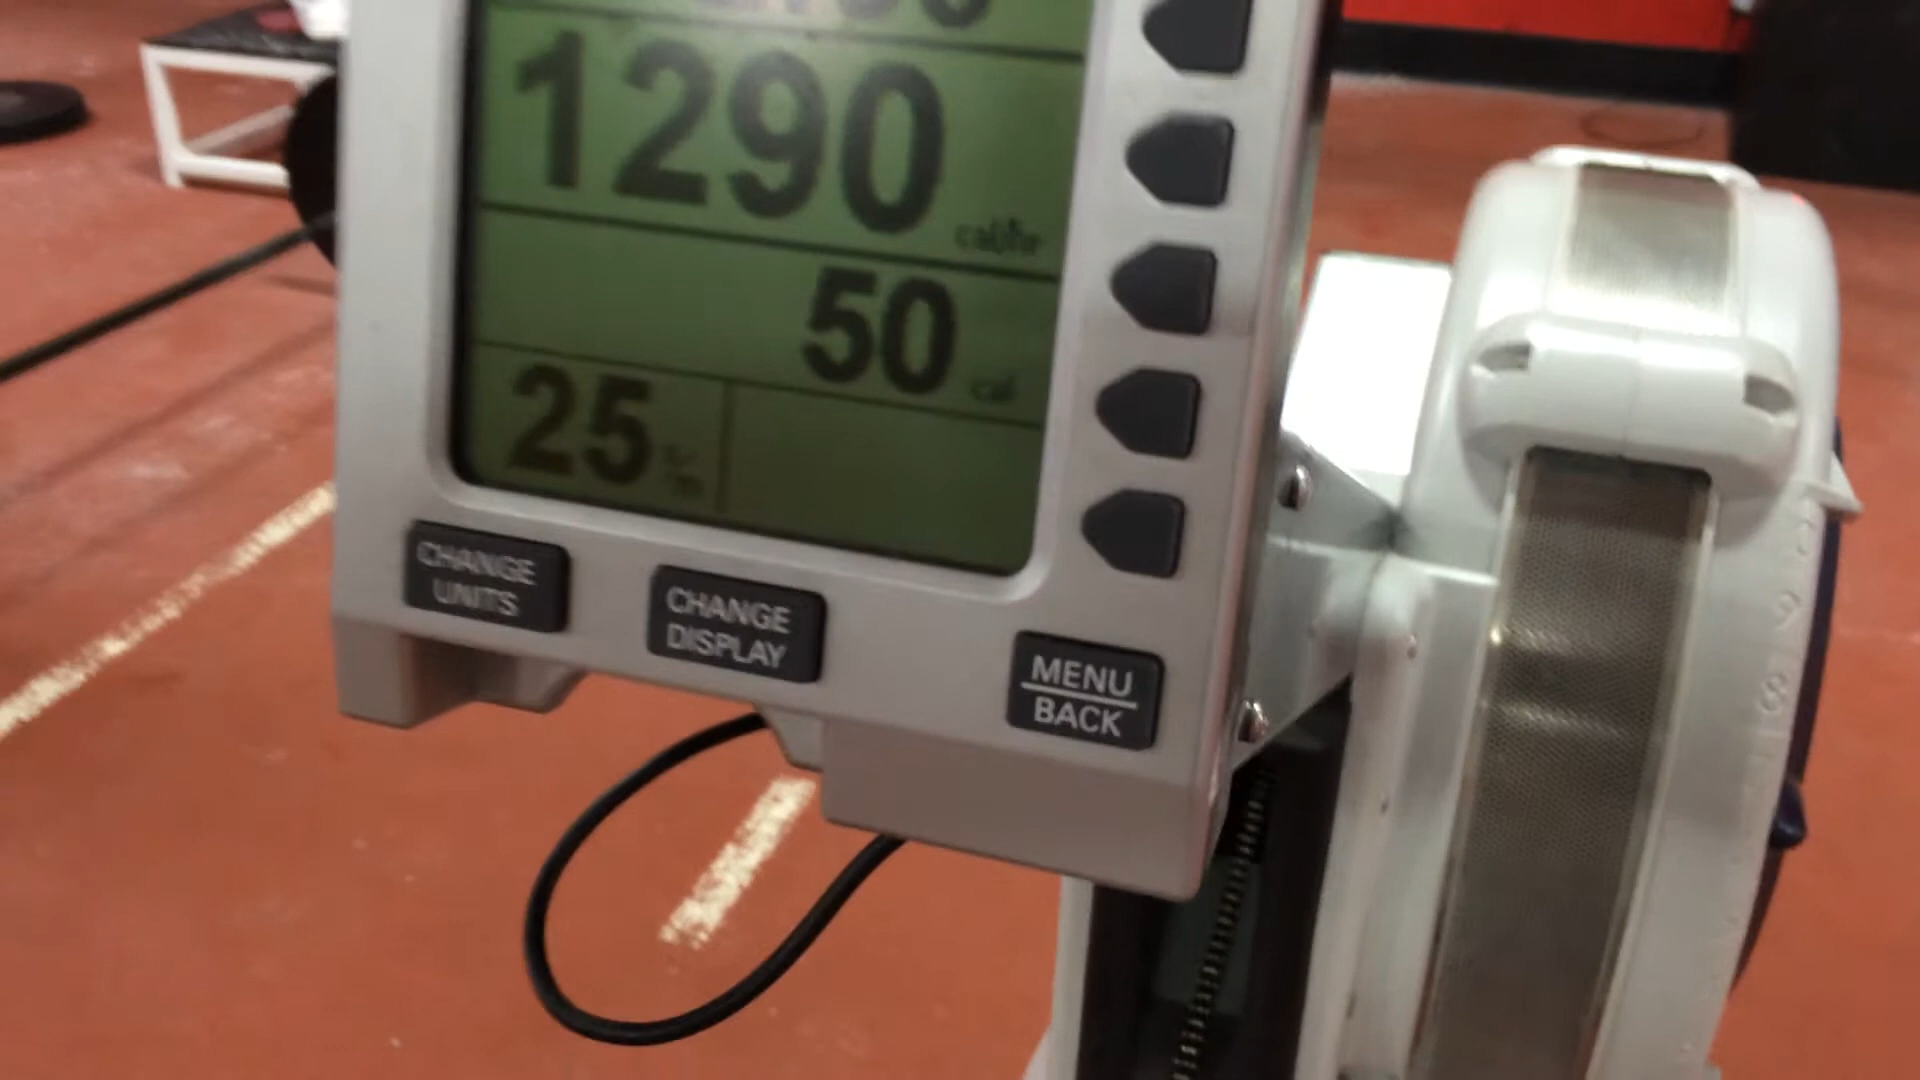 1290 cal/hr
50 cal
25 s/m
CHANGE
UNITS
CHANGE
DISPLAY
MENU
BACK